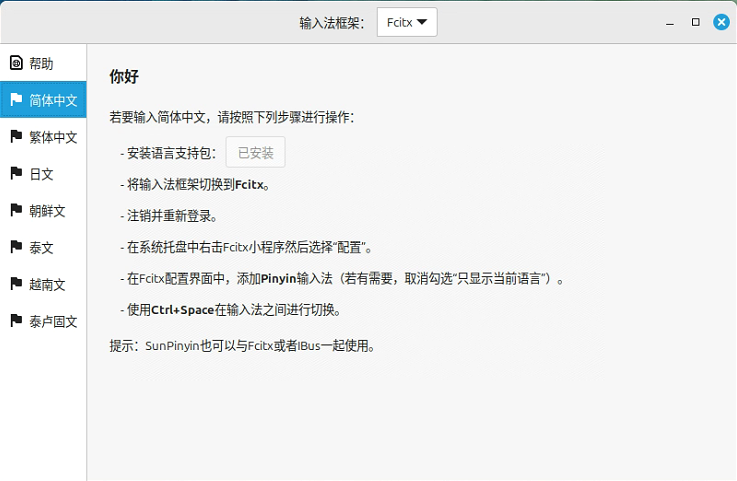 输入法框架： Fcitx
帮助
简体中文
繁体中文
日文
朝鲜文
泰文
越南文
泰卢固文
你好
若要输入简体中文，请按照下列步骤进行操作：
- 安装语言支持包： 已安装
- 将输入法框架切换到Fcitx。
- 注销并重新登录。
- 在系统托盘中右击Fcitx小程序然后选择“配置”。
- 在Fcitx配置界面中，添加Pinyin输入法（若有需要，取消勾选“只显示当前语言”）。
- 使用Ctrl+Space在输入法之间进行切换。
提示：SunPinyin也可以与Fcitx或者IBus一起使用。